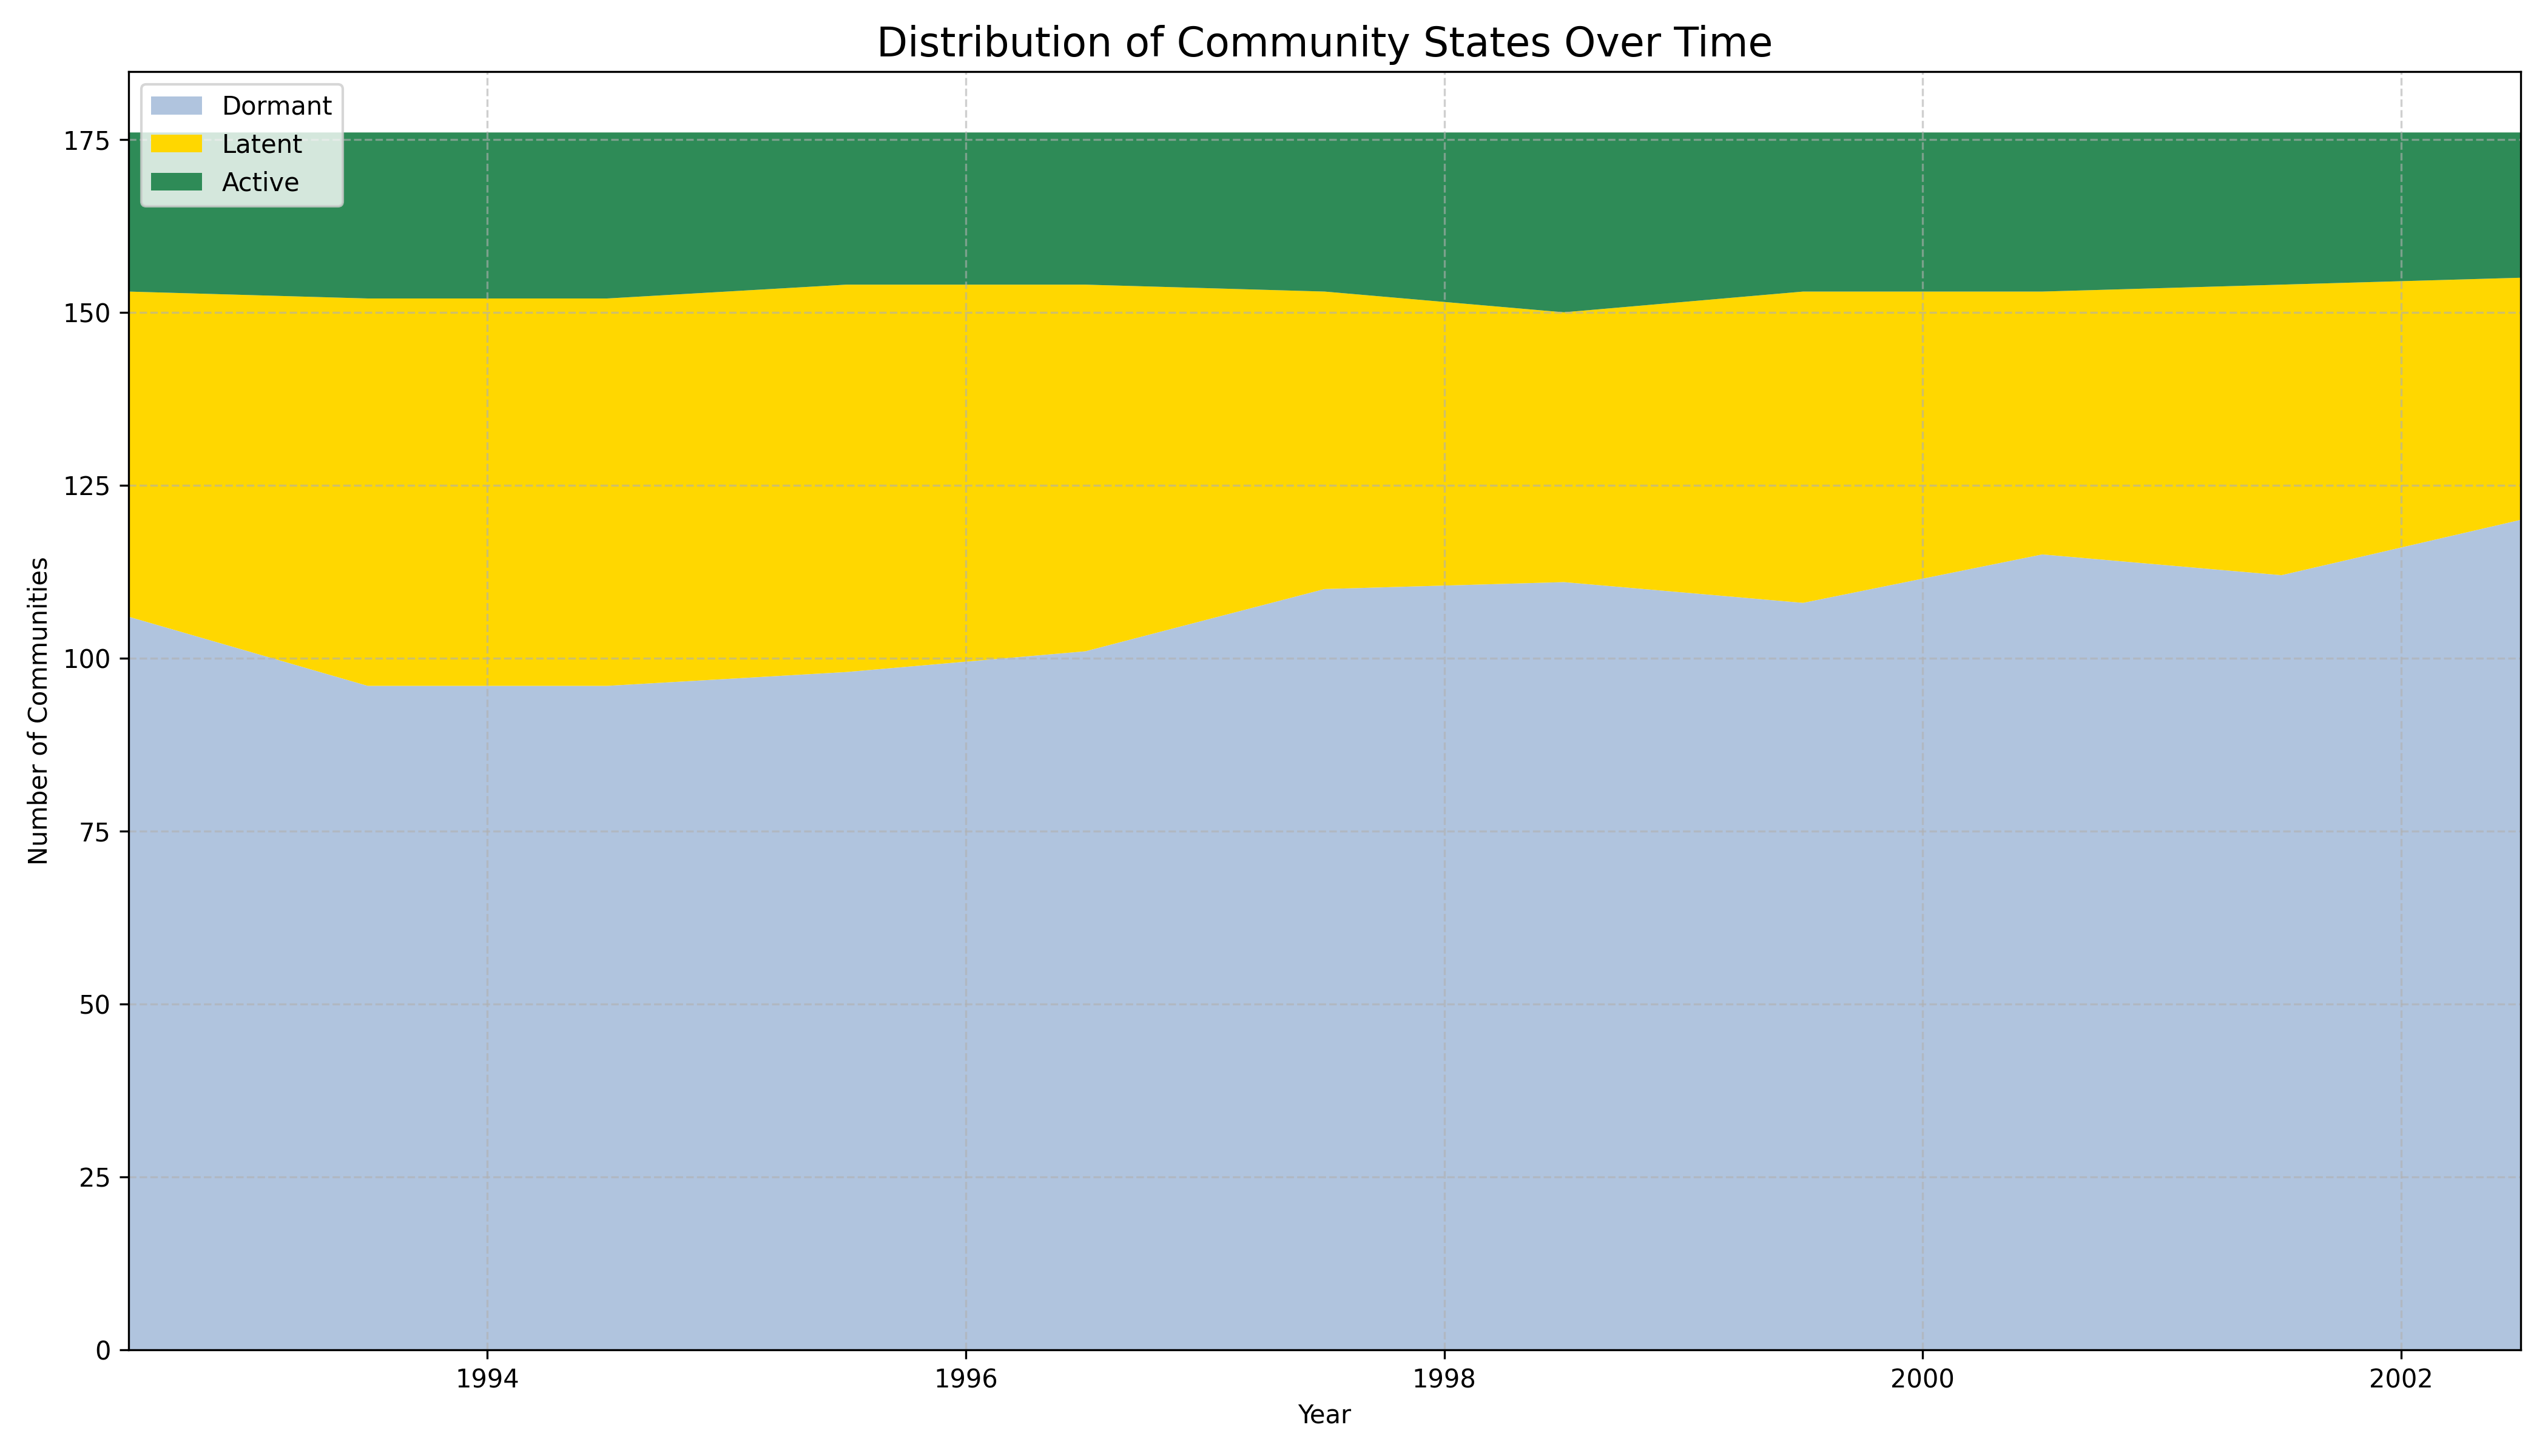 Distribution of Community States Over Time
Dormant
Latent
Active
175
150
125
100
75
50
25
0
Number of Communities
1994 1996 1998 2000 2002
Year